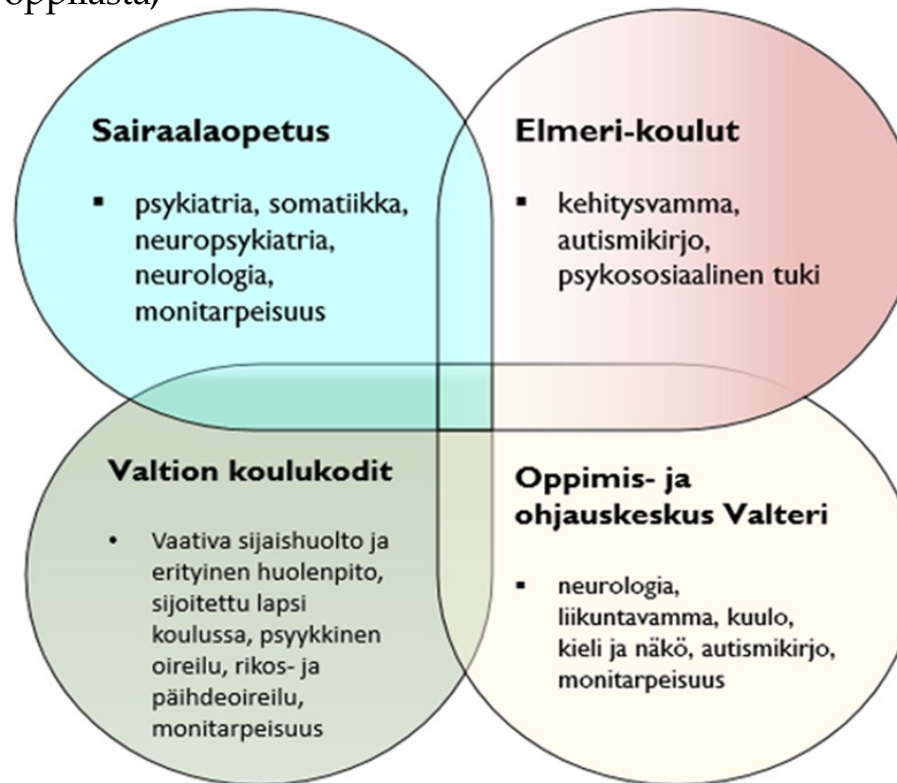 oppilasta,
Sairaalaopetus
▪ psykiatria, somatiikka,
neuropsykiatria,
neurologia,
monitarpeisuus
Elmeri-koulut
▪ kehitysvamma,
autismikirjo,
psykososiaalinen tuki
Valtion koulukodit
• Vaativa sijaishuolto ja
erityinen huolenpito,
sijoitettu lapsi
koulussa, psyykkinen
oireilu, rikos- ja
päihdeoireilu,
monitarpeisuus
Oppimis- ja
ohjauskeskus Valteri
▪ neurologia,
liikuntavamma, kuulo,
kieli ja näkö, autismikirjo,
monitarpeisuus